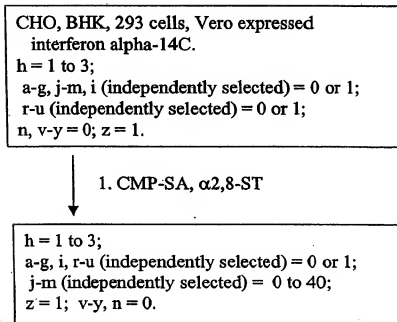 CHO, BHK, 293 cells, Vero expressed
interferon alpha-14C.
h = 1 to 3;
a-g, j-m, i (independently selected) = 0 or 1;
r-u (independently selected) = 0 or 1;
n, v-y = 0; z = 1.
1. CMP-SA, α2,8-ST
h = 1 to 3;
a-g, i, r-u (independently selected) = 0 or 1;
j-m (independently selected) = 0 to 40;
z = 1; v-y, n = 0.